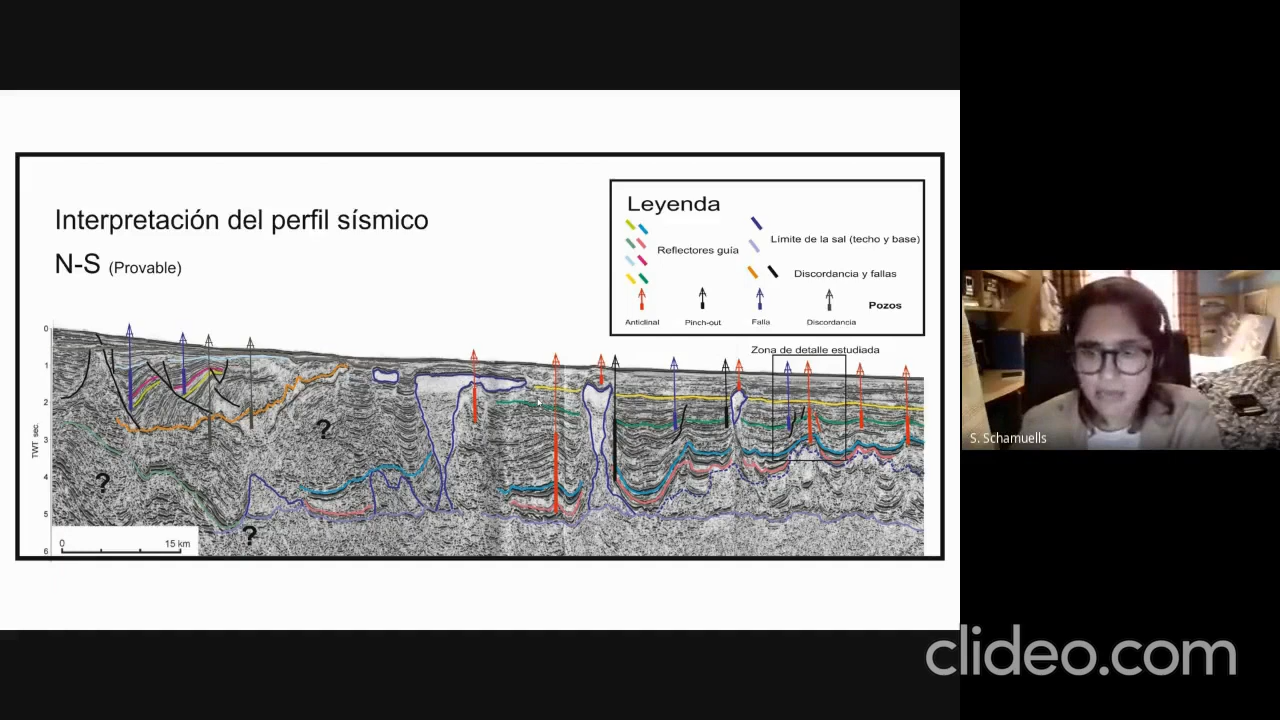 Interpretación del perfil sísmico
N-S (Provable)
Leyenda
Reflectores guía
Límite de la sal (techo y base)
Discordancia y fallas
Pozos
Anticlinal
Pinch-out
Falla
Discordancia
Zona de detalle estudiada
TWT sec.
0
1
2
3
4
5
6
?
?
?
0
15 km
S. Schamuells
clideo.com